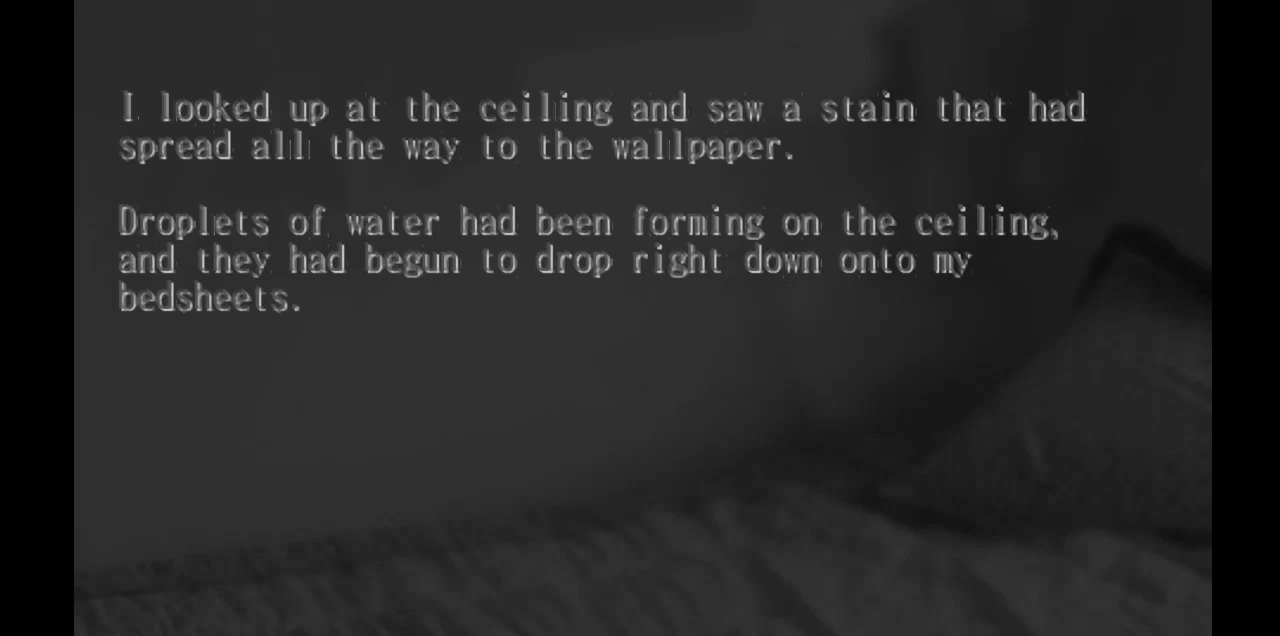 I looked up at the ceiling and saw a stain that had
spread all the way to the wallpaper.
Droplets of water had been forming on the ceiling,
and they had begun to drop right down onto my
bedsheets.